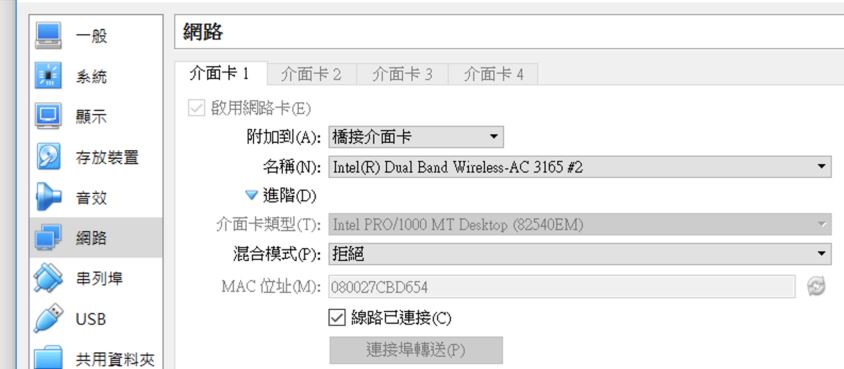 一般
系統
顯示
存放裝置
音效
網路
串列埠
USB
共用資料夾
網路
介面卡 1 介面卡 2 介面卡 3 介面卡 4
啟用網路卡(E)
附加到(A): 橋接介面卡
名稱(N): Intel(R) Dual Band Wireless-AC 3165 #2
進階(D)
介面卡類型(T): Intel PRO/1000 MT Desktop (82540EM)
混合模式(P): 拒絕
MAC 位址(M): 080027CBD654
線路已連接(C)
連接埠轉送(P)